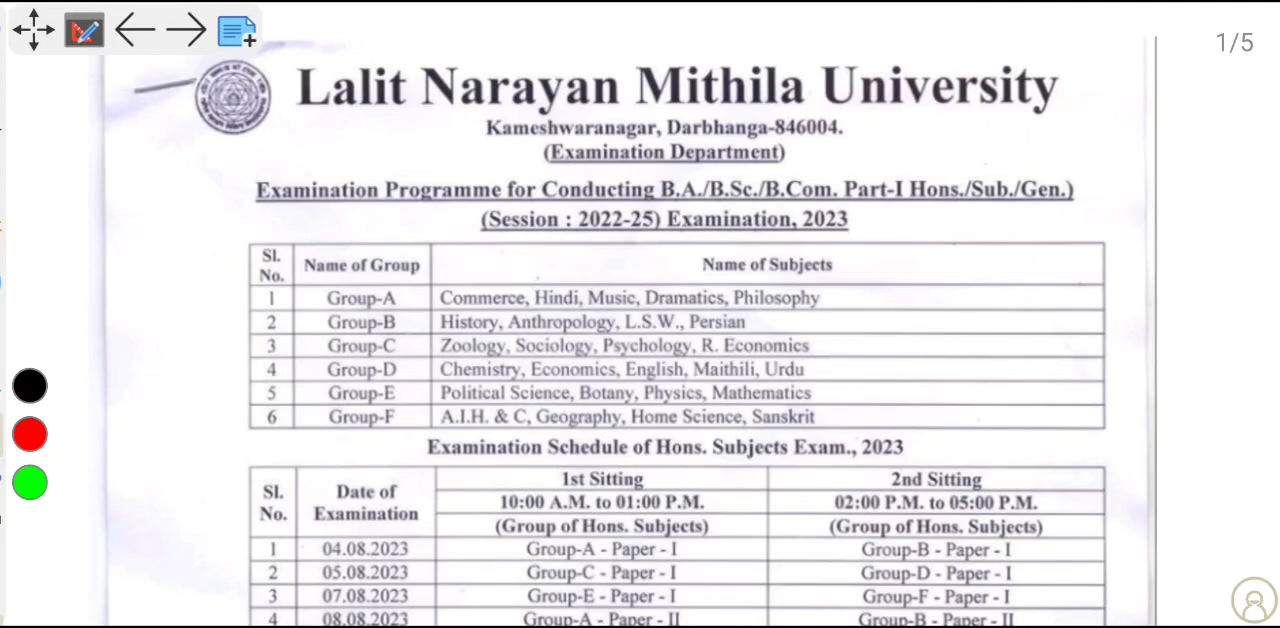 1/5
Lalit Narayan Mithila University
Kameshwaranagar, Darbhanga-846004.
(Examination Department)
Examination Programme for Conducting B.A./B.Sc./B.Com. Part-I Hons./Sub./Gen.)
(Session : 2022-25) Examination, 2023
Sl. No. Name of Group Name of Subjects
1 Group-A Commerce, Hindi, Music, Dramatics, Philosophy
2 Group-B History, Anthropology, L.S.W., Persian
3 Group-C Zoology, Sociology, Psychology, R. Economics
4 Group-D Chemistry, Economics, English, Maithili, Urdu
5 Group-E Political Science, Botany, Physics, Mathematics
6 Group-F A.I.H. & C, Geography, Home Science, Sanskrit
Examination Schedule of Hons. Subjects Exam., 2023
Sl. No. Date of Examination 1st Sitting 2nd Sitting
10:00 A.M. to 01:00 P.M. 02:00 P.M. to 05:00 P.M.
(Group of Hons. Subjects) (Group of Hons. Subjects)
1 04.08.2023 Group-A - Paper - I Group-B - Paper - I
2 05.08.2023 Group-C - Paper - I Group-D - Paper - I
3 07.08.2023 Group-E - Paper - I Group-F - Paper - I
4 08.08.2023 Group-A - Paper - II Group-B - Paper - II